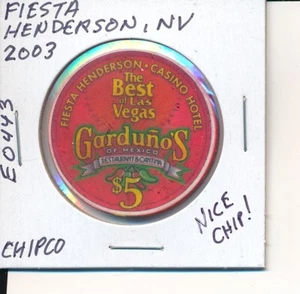 FIESTA
HENDERSON, NV
2003
E0443
FIESTA HENDERSON • CASINO HOTEL
The
Best
of Las
Vegas
Garduño's
OF MEXICO
RESTAURANT & CANTINA
$5
NICE
CHIP!
CHIPCO